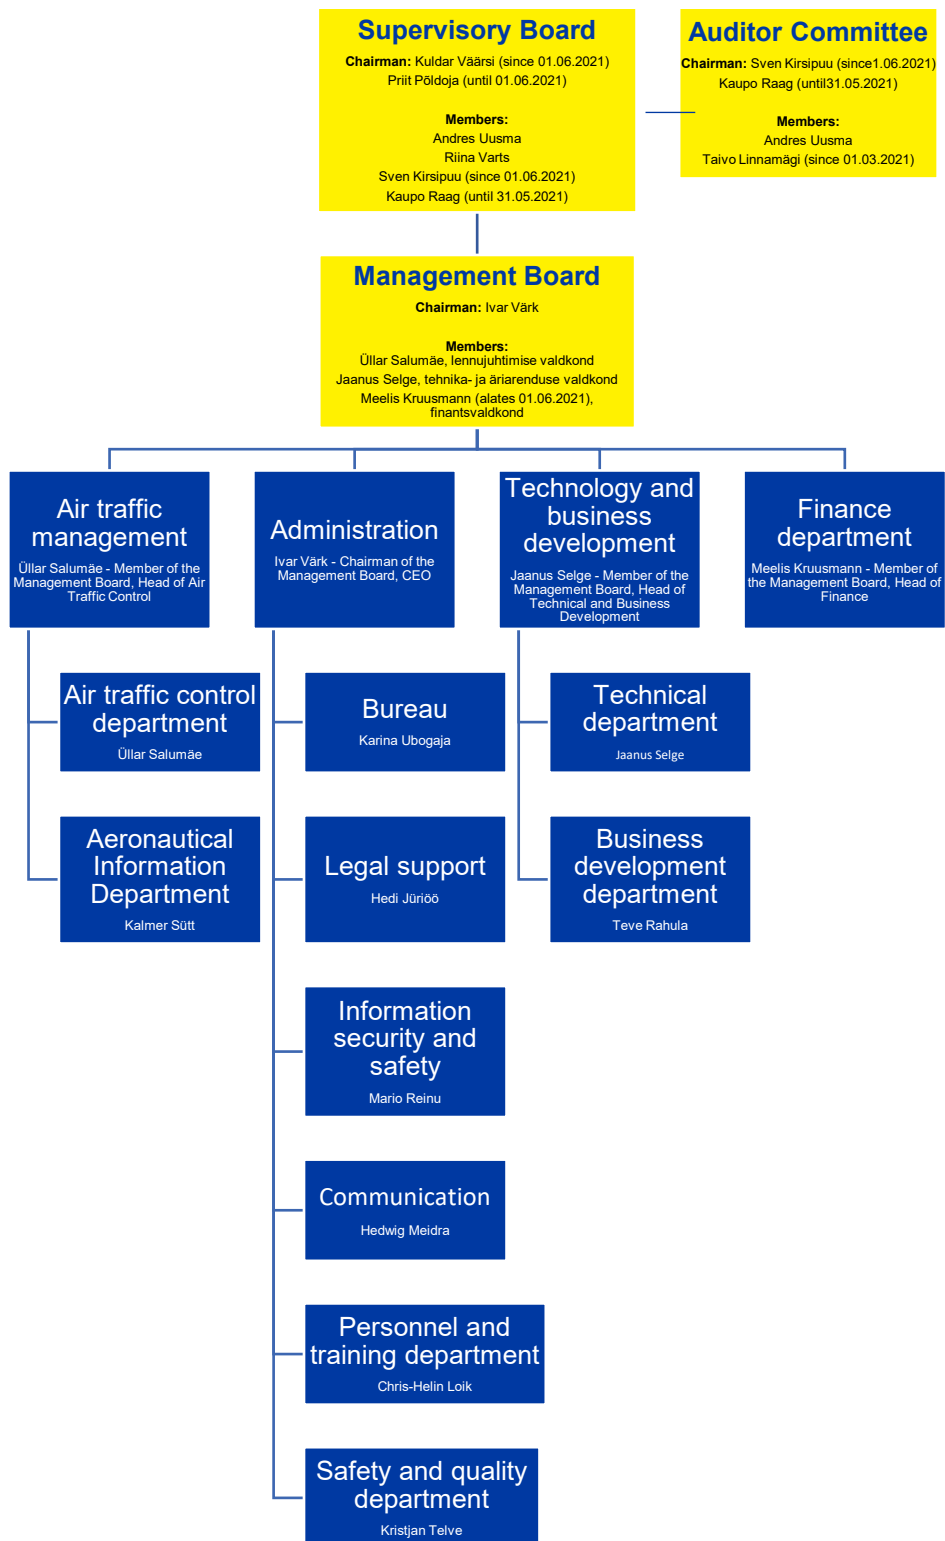 Supervisory Board
Chairman: Kuldar Väärsi (since 01.06.2021)
Priit Põldoja (until 01.06.2021)
Members:
Andres Uusma
Riina Varts
Sven Kirsipuu (since 01.06.2021)
Kaupo Raag (until 31.05.2021)
Auditor Committee
Chairman: Sven Kirsipuu (since1.06.2021)
Kaupo Raag (until31.05.2021)
Members:
Andres Uusma
Taivo Linnamägi (since 01.03.2021)
Management Board
Chairman: Ivar Värk
Members:
Üllar Salumäe, lennujuhtimise valdkond
Jaanus Selge, tehnika- ja äriarenduse valdkond
Meelis Kruusmann (alates 01.06.2021),
finantsvaldkond
Air traffic
management
Üllar Salumäe - Member of the
Management Board, Head of Air
Traffic Control
Administration
Ivar Värk - Chairman of the
Management Board, CEO
Technology and
business
development
Jaanus Selge - Member of the
Management Board, Head of
Technical and Business
Development
Finance
department
Meelis Kruusmann - Member of
the Management Board, Head of
Finance
Air traffic control
department
Üllar Salumäe
Bureau
Karina Ubogaja
Technical
department
Jaanus Selge
Aeronautical
Information
Department
Kalmer Sütt
Legal support
Hedi Jüriöö
Business
development
department
Teve Rahula
Information
security and
safety
Mario Reinu
Communication
Hedwig Meidra
Personnel and
training department
Chris-Helin Loik
Safety and quality
department
Kristjan Telve